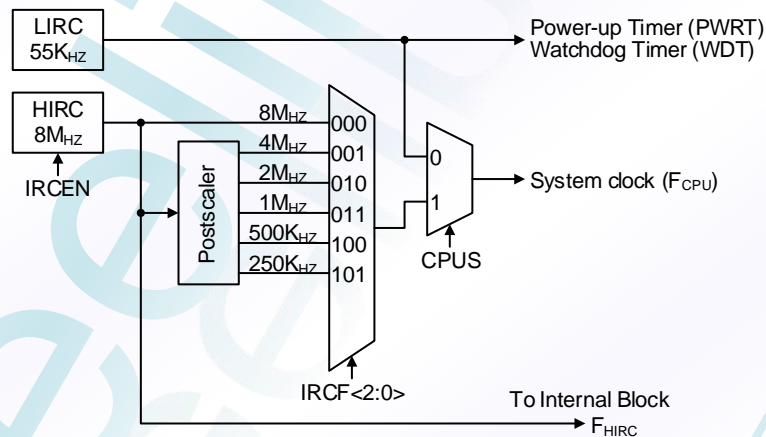 LIRC
55KHZ
Power-up Timer (PWRT)
Watchdog Timer (WDT)
HIRC
8MHZ
IRCEN
Postscaler
8MHZ 000
4MHZ 001
2MHZ 010
1MHZ 011
500KHZ 100
250KHZ 101
IRCF<2:0>
0
1
CPUS
System clock (FCPU)
To Internal Block
FHIRC